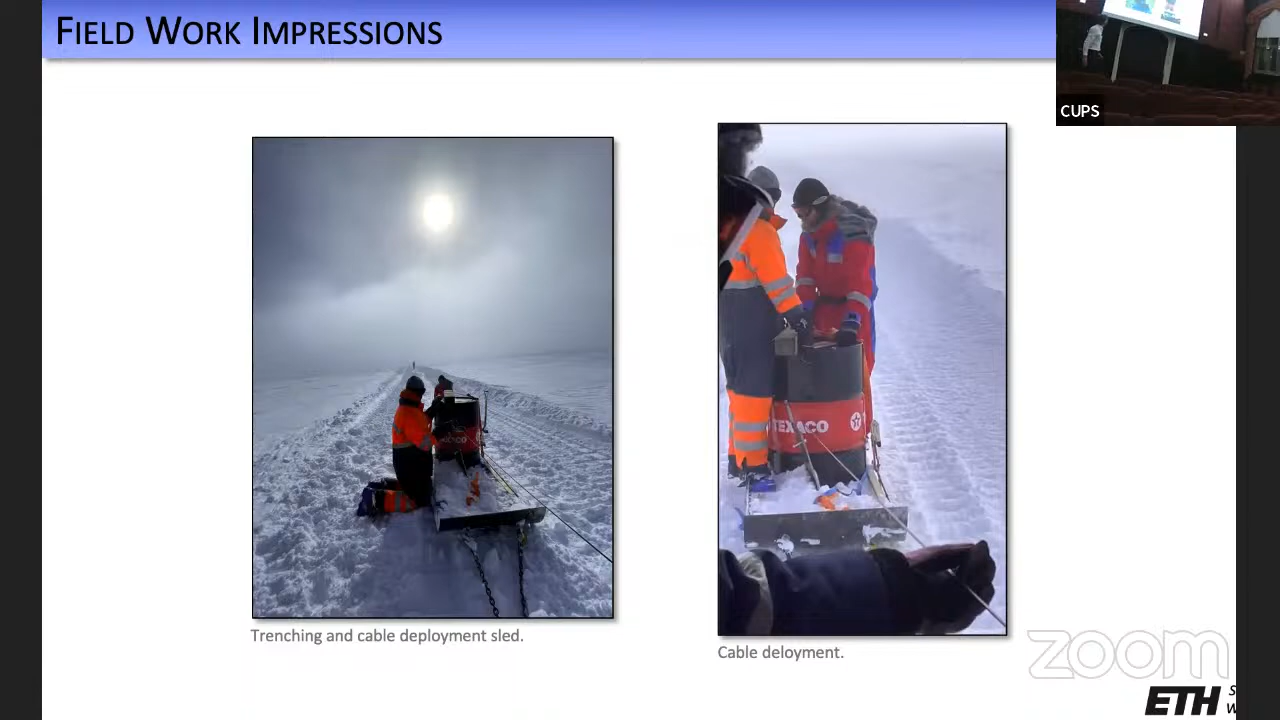 FIELD WORK IMPRESSIONS
CUPS
TEXACO
TEXACO
Trenching and cable deployment sled.
Cable deloyment.
zoom
ETH S
W